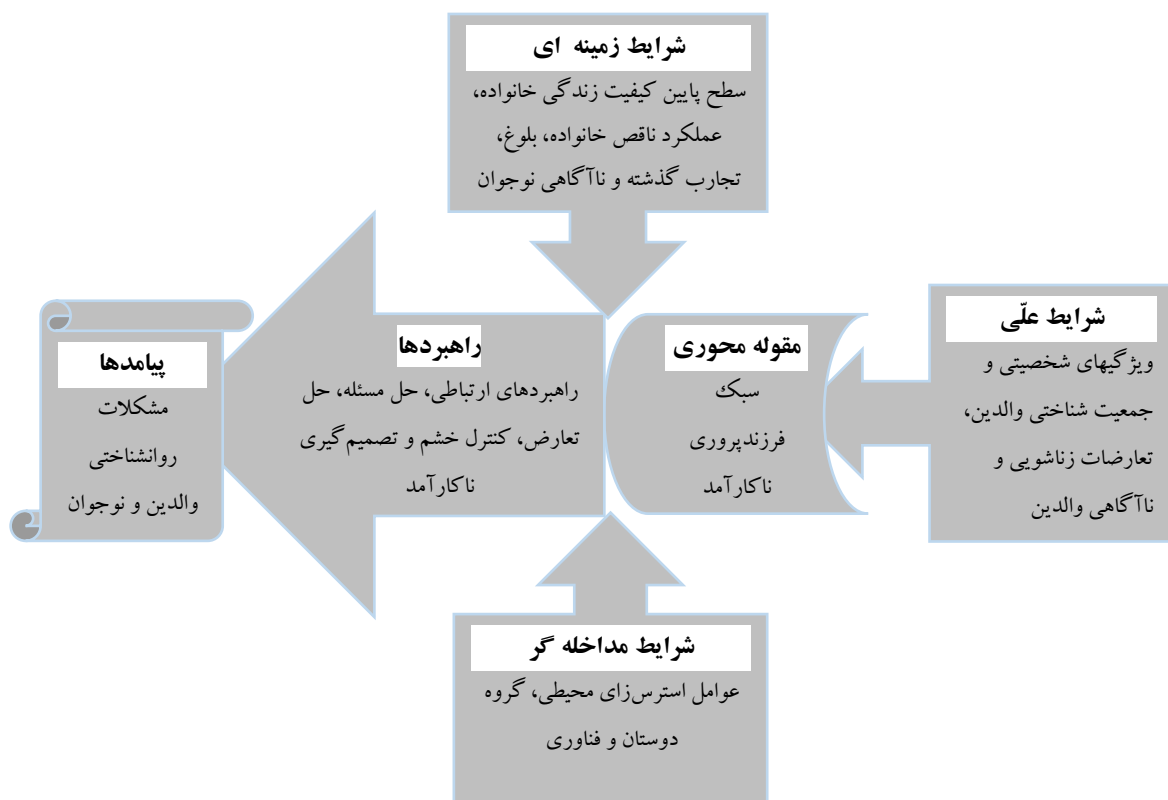 شرایط زمینه ای
سطح پایین کیفیت زندگی خانواده،
عملکرد ناقص خانواده، بلوغ،
تجارب گذشته و ناآگاهی نوجوان
شرایط علّی
ویژگیهای شخصیتی و
جمعیت شناختی والدین،
تعارضات زناشویی و
ناآگاهی والدین
مقوله محوری
سبک
فرزندپروری
ناکارآمد
راهبردها
راهبردهای ارتباطی، حل مسئله، حل
تعارض، کنترل خشم و تصمیم‌گیری
ناکارآمد
پیامدها
مشکلات
روانشناختی
والدین و نوجوان
شرایط مداخله گر
عوامل استرس‌زای محیطی، گروه
دوستان و فناوری